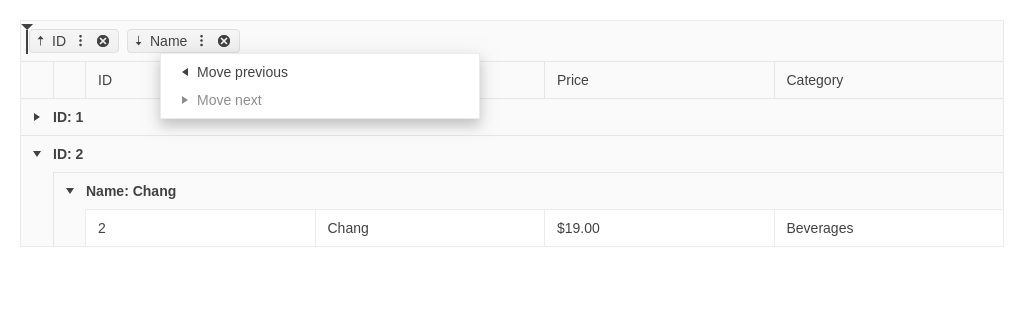 ID Name
Move previous
Move next
ID Price Category
ID: 1
ID: 2
Name: Chang
2 Chang $19.00 Beverages